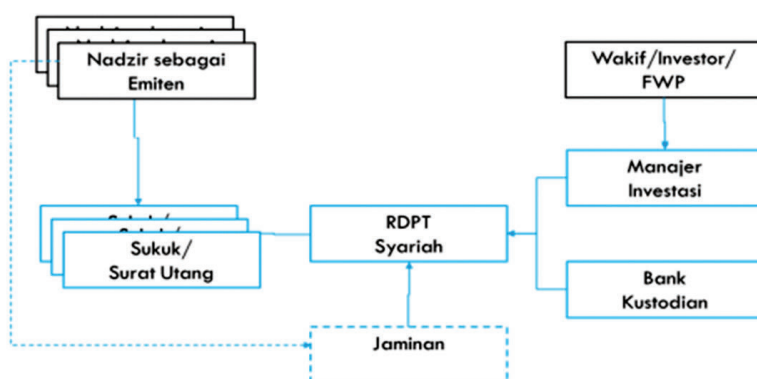 Nadzir sebagai
Emiten
Wakif/Investor/
FWP
Manajer
Investasi
RDPT
Syariah
Sukuk/
Surat Utang
Bank
Kustodian
Jaminan